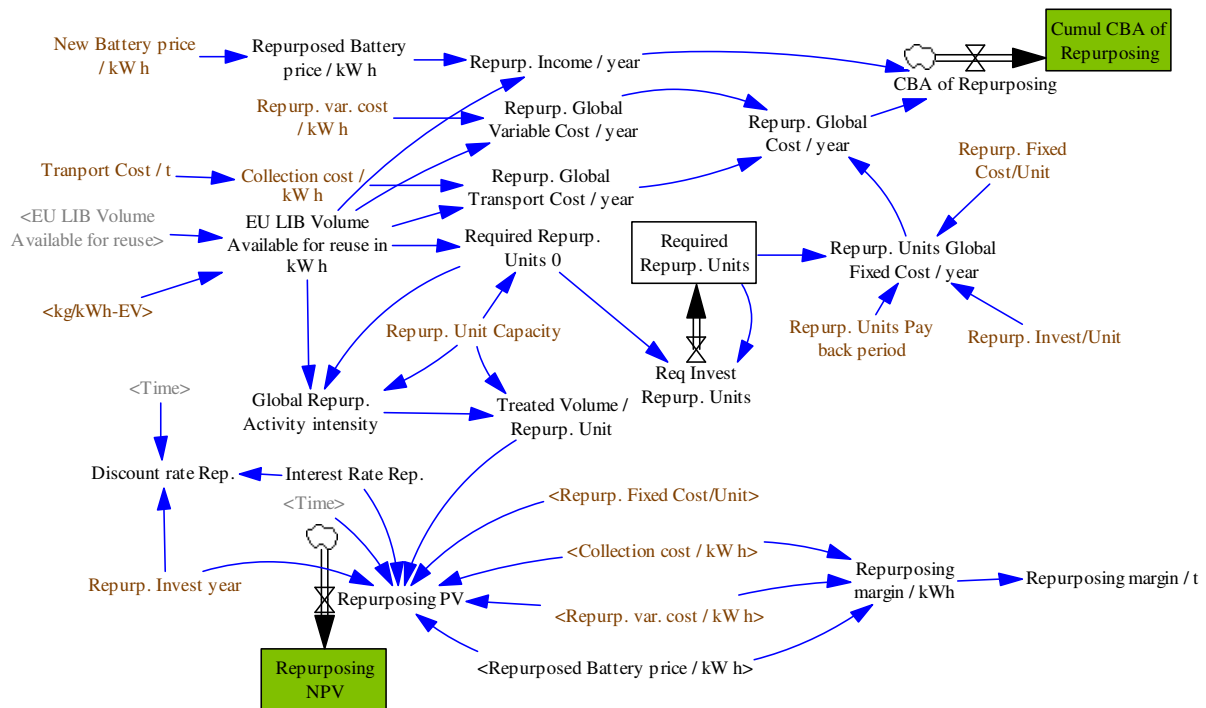 New Battery price
/ kW h
Repurposed Battery
price / kW h
Repurp. Income / year
Cumul CBA of
Repurposing
CBA of Repurposing
Repurp. var. cost
/ kW h
Repurp. Global
Variable Cost / year
Repurp. Global
Cost / year
Repurp. Fixed
Cost/Unit
Tranport Cost / t
Collection cost /
kW h
Repurp. Global
Transport Cost / year
<EU LIB Volume
Available for reuse>
EU LIB Volume
Available for reuse in
kW h
Required Repurp.
Units 0
Required
Repurp. Units
Repurp. Units Global
Fixed Cost / year
<kg/kWh-EV>
Repurp. Unit Capacity
Repurp. Units Pay
back period
Repurp. Invest/Unit
Req Invest
Repurp. Units
<Time>
Global Repurp.
Activity intensity
Treated Volume /
Repurp. Unit
Discount rate Rep.
Interest Rate Rep.
<Time>
<Repurp. Fixed Cost/Unit>
<Collection cost / kW h>
Repurp. Invest year
Repurposing PV
Repurposing
margin / kWh
Repurposing margin / t
<Repurp. var. cost / kW h>
<Repurposed Battery price / kW h>
Repurposing
NPV